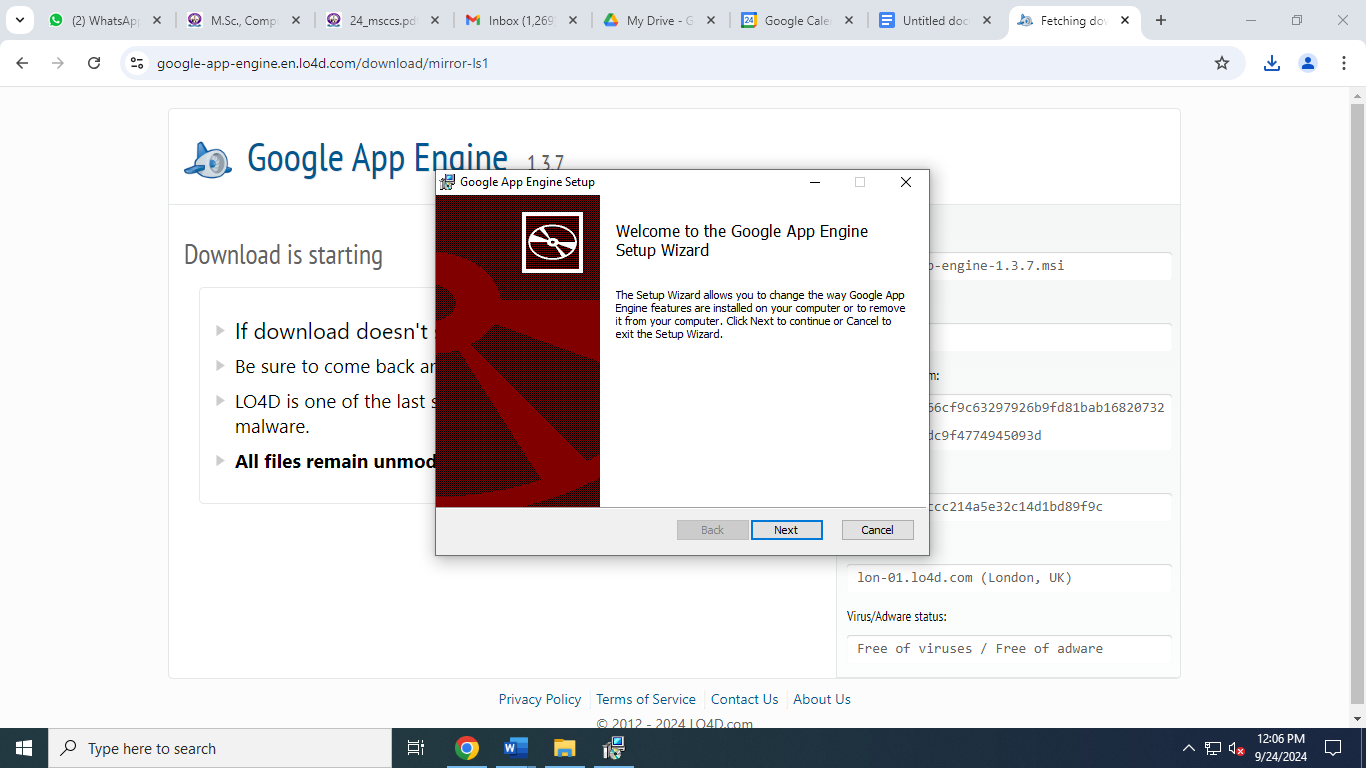 (2) WhatsApp
M.Sc., Comp
24_msccs.pd
Inbox (1,269
My Drive - G
Google Cale
Untitled doc
Fetching do
google-app-engine.en.lo4d.com/download/mirror-ls1
Google App Engine 1.3.7
Download is starting
If download doesn't
Be sure to come back an
LO4D is one of the last s
malware.
All files remain unmod
Google App Engine Setup
Welcome to the Google App Engine
Setup Wizard
The Setup Wizard allows you to change the way Google App
Engine features are installed on your computer or to remove
it from your computer. Click Next to continue or Cancel to
exit the Setup Wizard.
Back
Next
Cancel
p-engine-1.3.7.msi
m:
66cf9c63297926b9fd81bab16820732
dc9f4774945093d
ccc214a5e32c14d1bd89f9c
lon-01.lo4d.com (London, UK)
Virus/Adware status:
Free of viruses / Free of adware
Privacy Policy
Terms of Service
Contact Us
About Us
© 2012 - 2024 LO4D.com
Type here to search
12:06 PM
9/24/2024